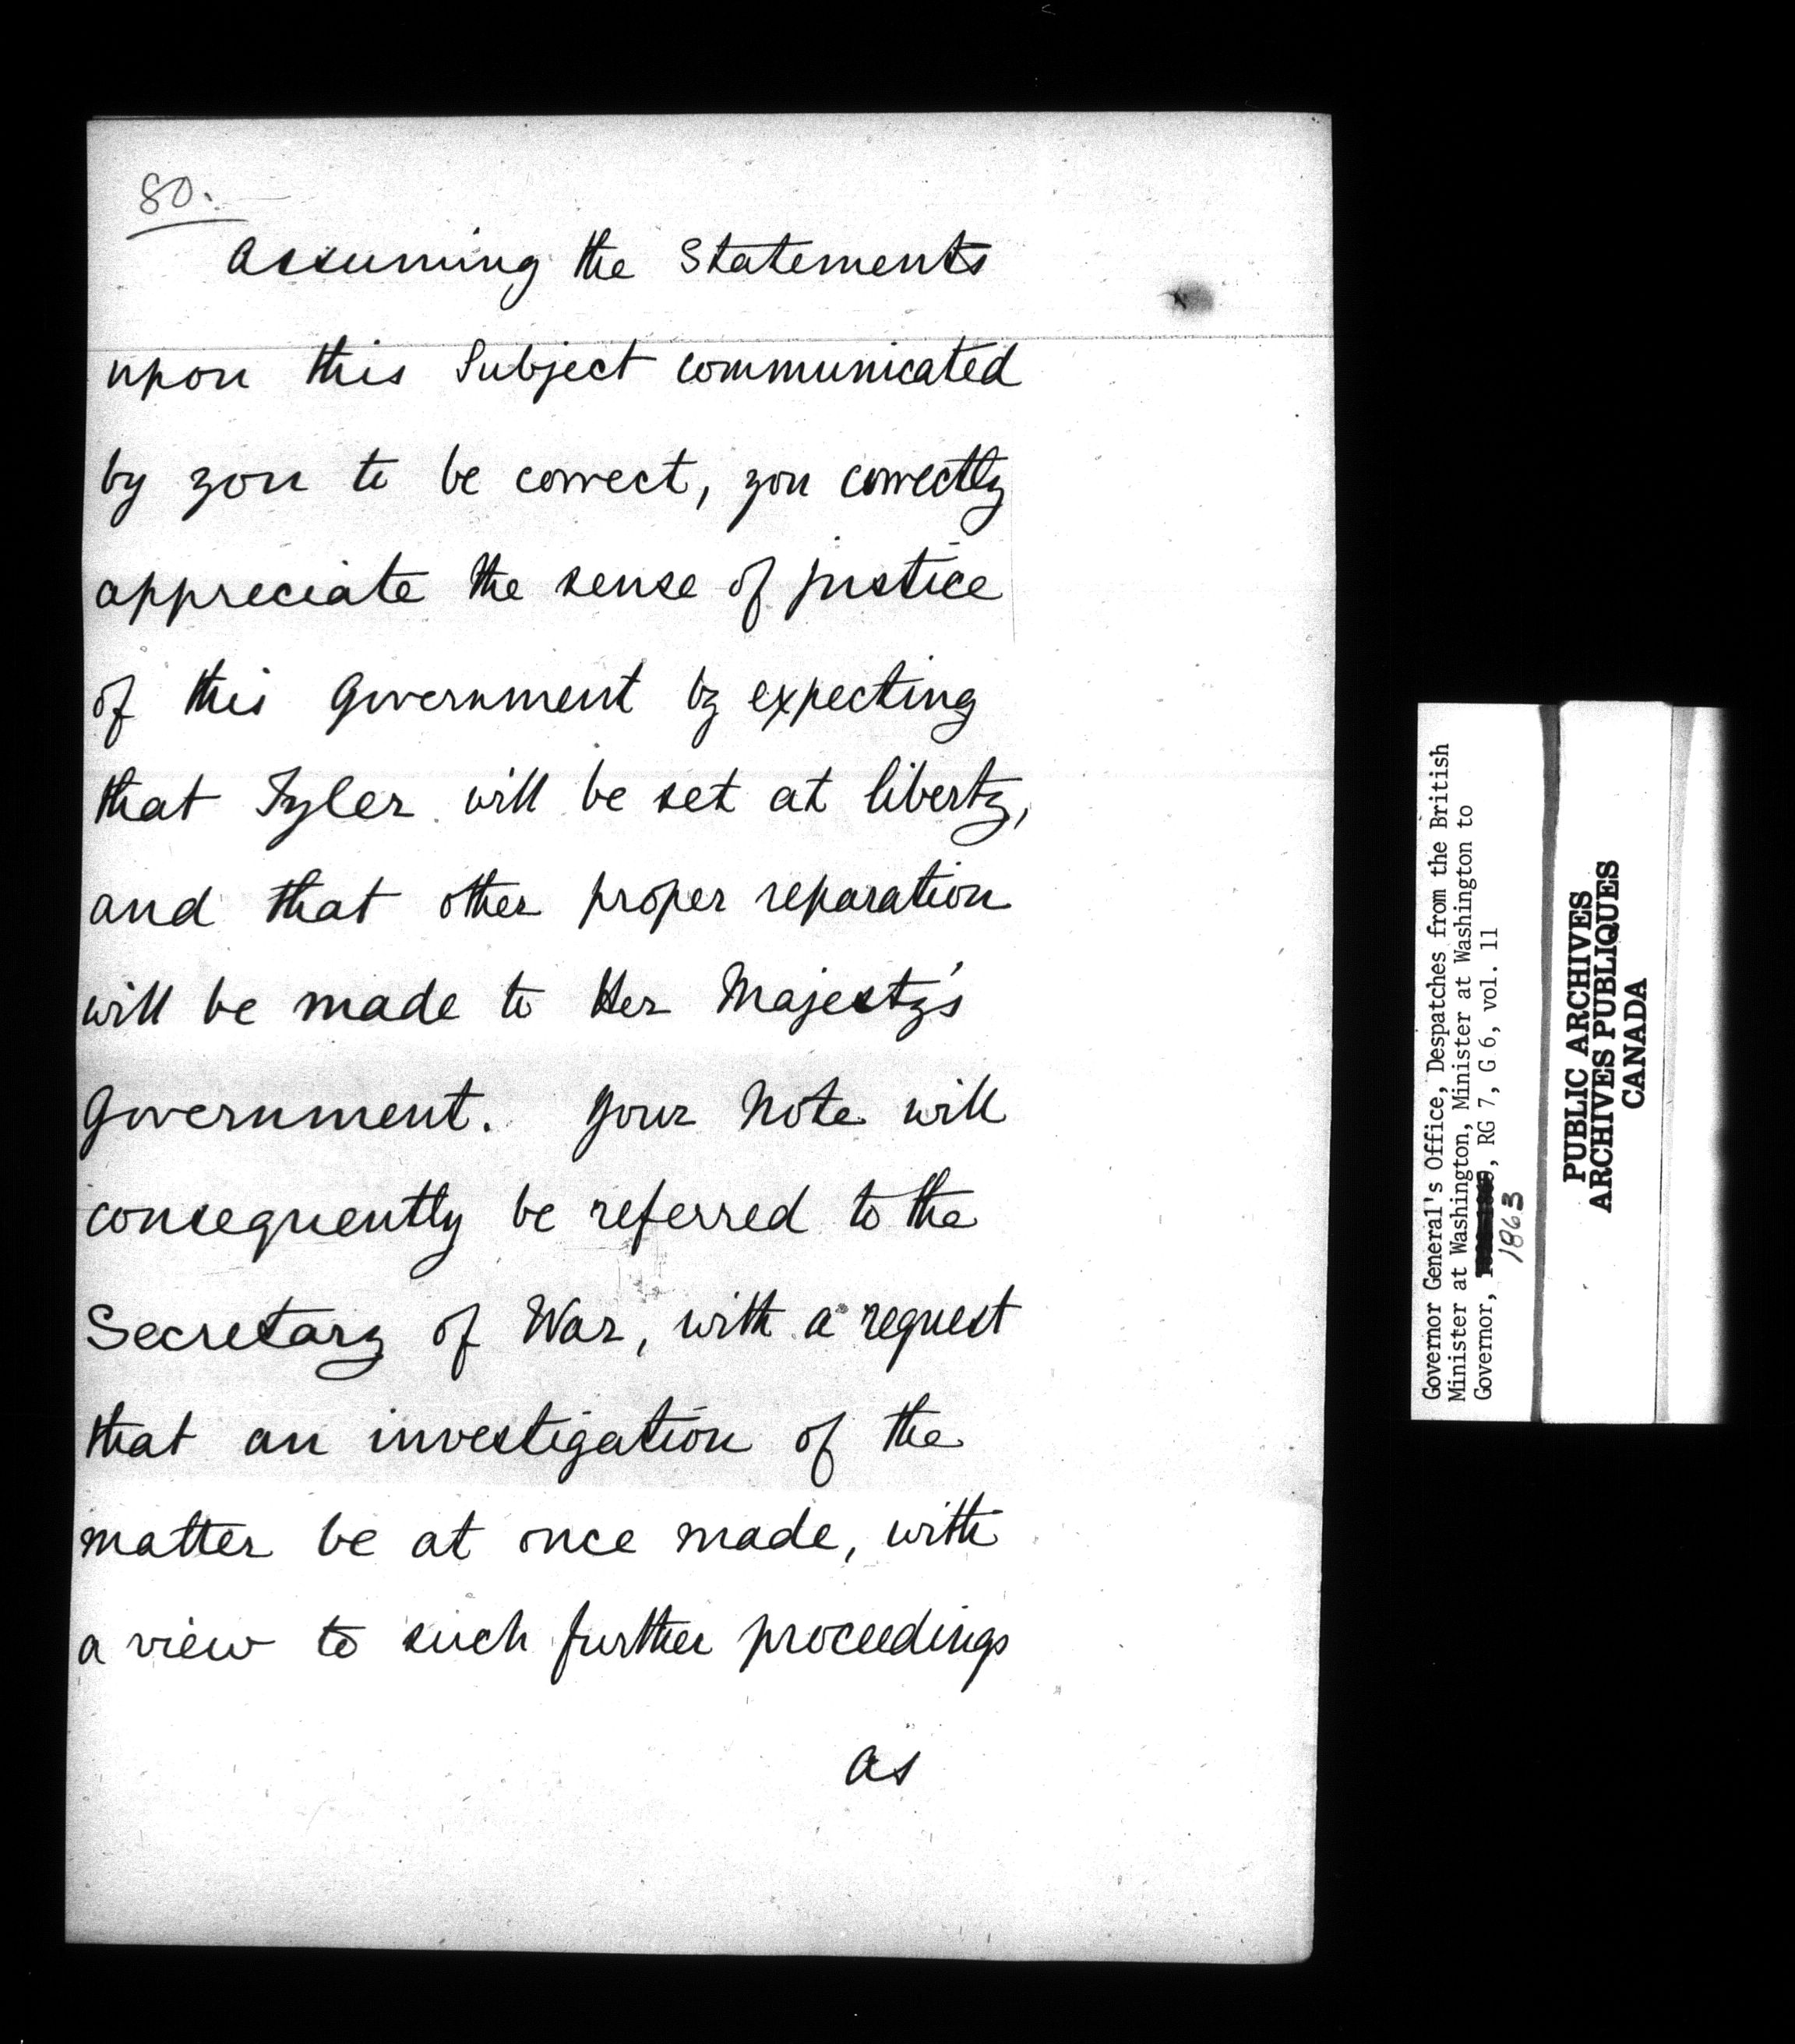 80.
Assuming the Statements
upon this Subject communicated
by you to be correct, you correctly
appreciate the sense of justice
of this Government by expecting
that Tyler will be set at liberty,
and that other proper reparation
will be made to Her Majesty's
Government. Your Note will
consequently be referred to the
Secretary of War, with a request
that an investigation of the
matter be at once made, with
a view to such further proceedings
as
Governor General's Office, Despatches from the British
Minister at Washington, Minister at Washington to
Governor, , RG 7, G 6, vol. 11
1863
PUBLIC ARCHIVES
ARCHIVES PUBLIQUES
CANADA